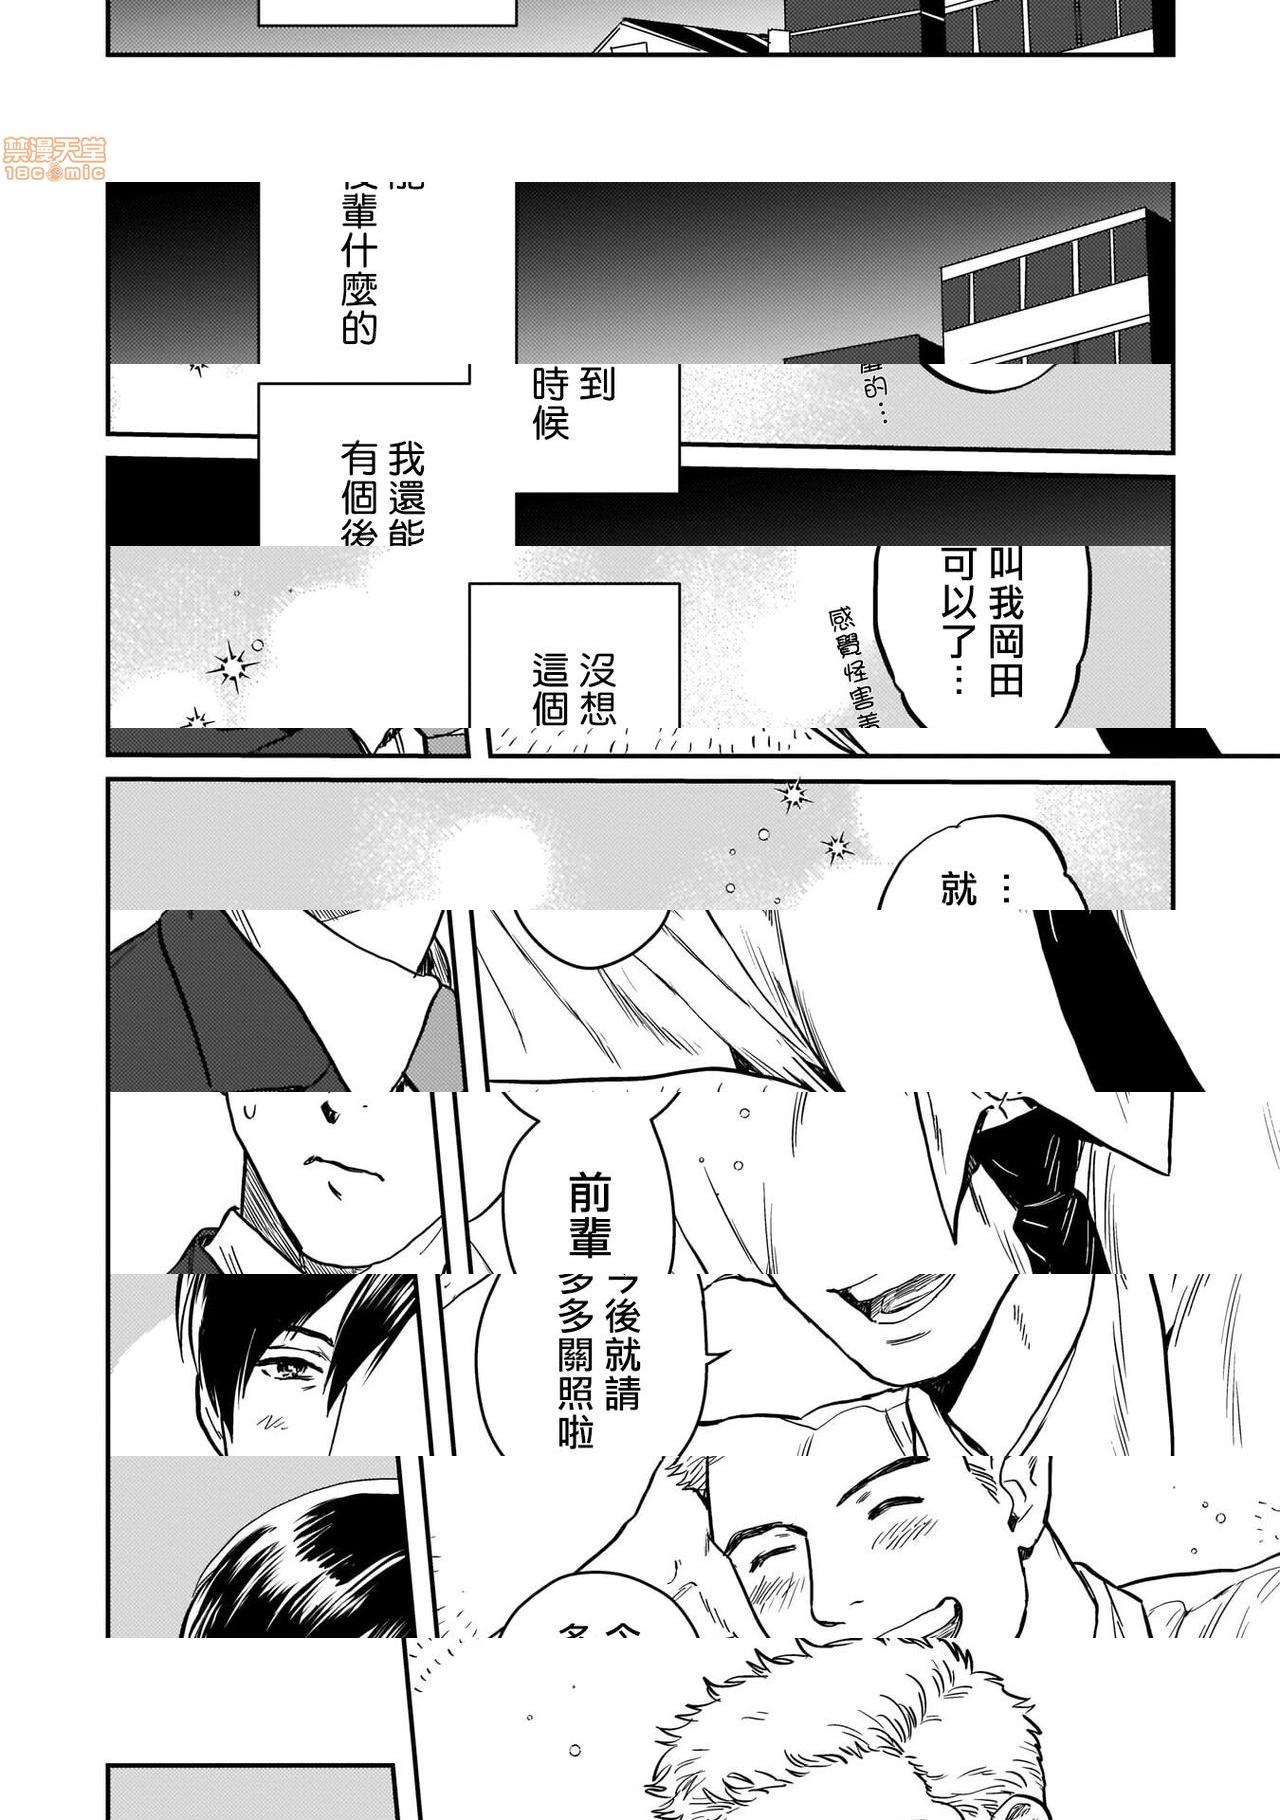 禁漫天堂
18comic
前輩
今後就請
多多關照啦
…叫我岡田
就可以了…
感覺怪害羞的…
沒想到
這個時候
我還能
有個後輩什麼的